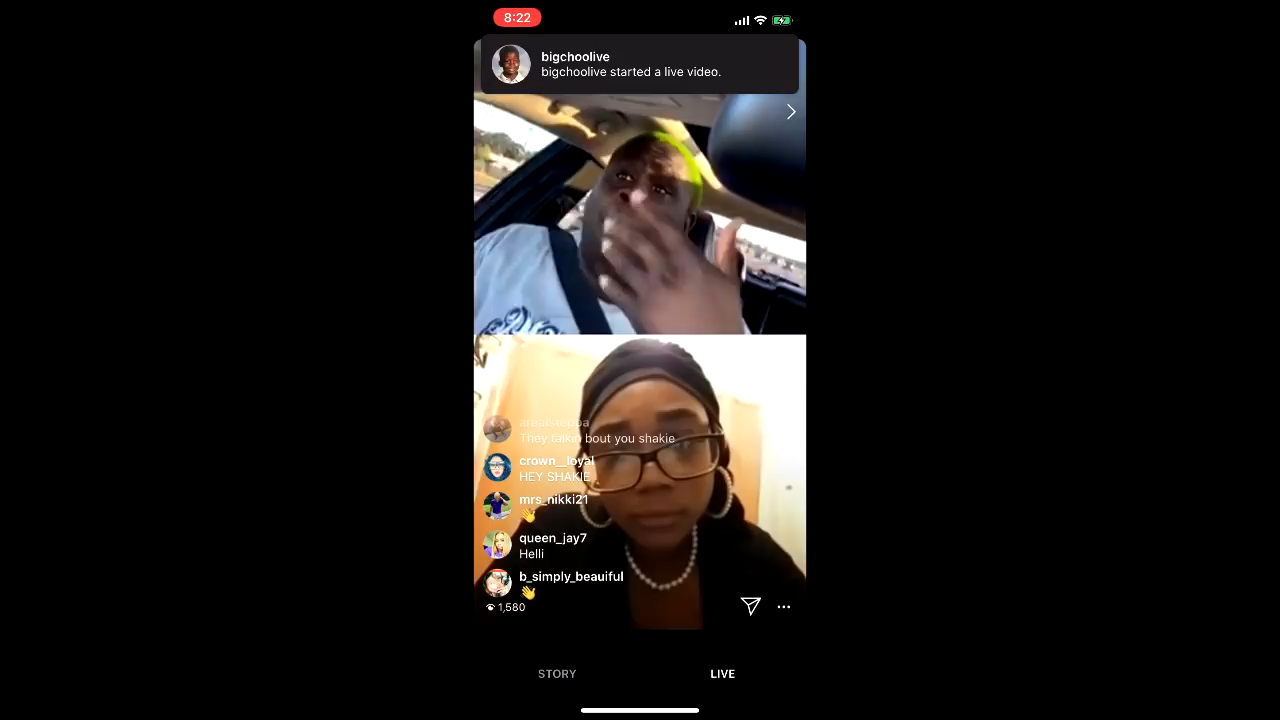 8:22
bigchoolive
bigchoolive started a live video.
They talkin bout you shakie
crown__loyal
HEY SHAKIE
mrs_nikki21
👋
queen_jay7
Helli
b_simply_beauiful
👋
1,580
STORY
LIVE